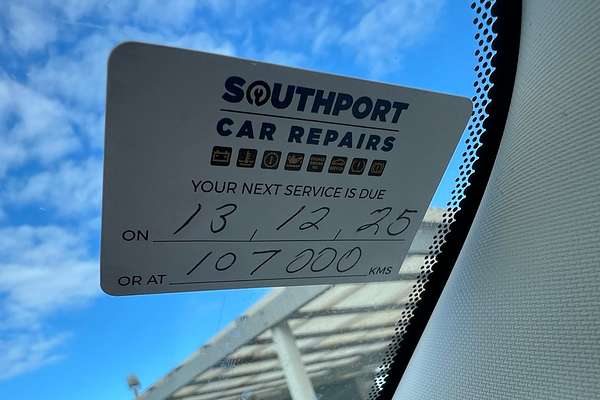 SOUTHPORT
CAR REPAIRS
YOUR NEXT SERVICE IS DUE
ON 13, 12, 25
OR AT 107000 KMS